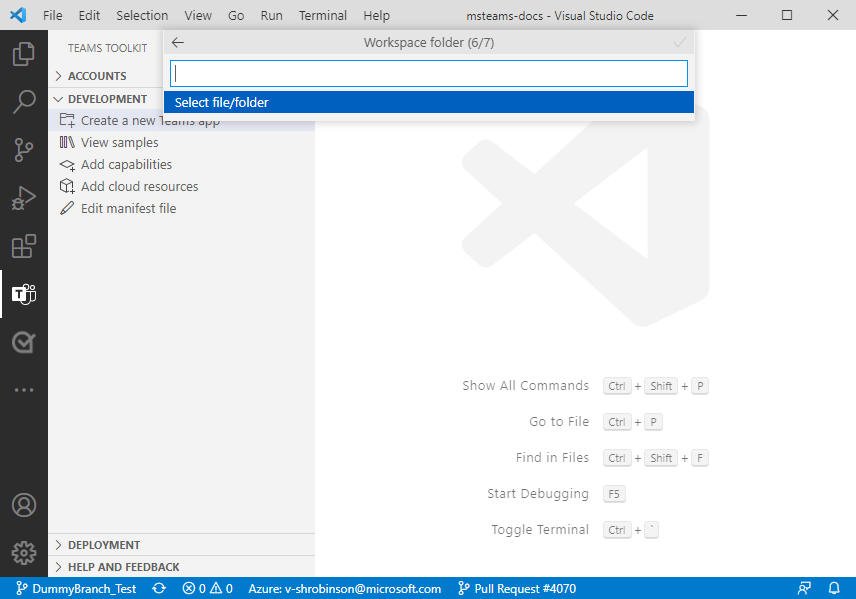 File Edit Selection View Go Run Terminal Help msteams-docs - Visual Studio Code
TEAMS TOOLKIT
Workspace folder (6/7)
ACCOUNTS
Select file/folder
DEVELOPMENT
Create a new Teams app
View samples
Add capabilities
Add cloud resources
Edit manifest file
Show All Commands Ctrl + Shift + P
Go to File Ctrl + P
Find in Files Ctrl + Shift + F
Start Debugging F5
Toggle Terminal Ctrl + `
DEPLOYMENT
HELP AND FEEDBACK
DummyBranch_Test 0 0 Azure: v-shrobinson@microsoft.com Pull Request #4070